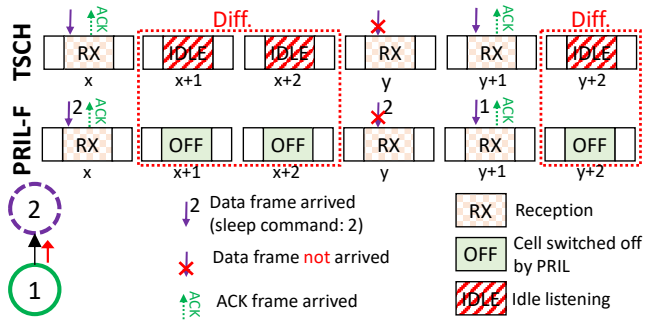 Diff.
Diff.
TSCH
ACK
RX
x
IDLE
x+1
IDLE
x+2
RX
y
ACK
RX
y+1
IDLE
y+2
PRIL-F
2
ACK
RX
x
OFF
x+1
OFF
x+2
2
RX
y
1
ACK
RX
y+1
OFF
y+2
2
1
2
Data frame arrived
(sleep command: 2)
Data frame not arrived
ACK
ACK frame arrived
RX
Reception
OFF
Cell switched off
by PRIL
IDLE
Idle listening